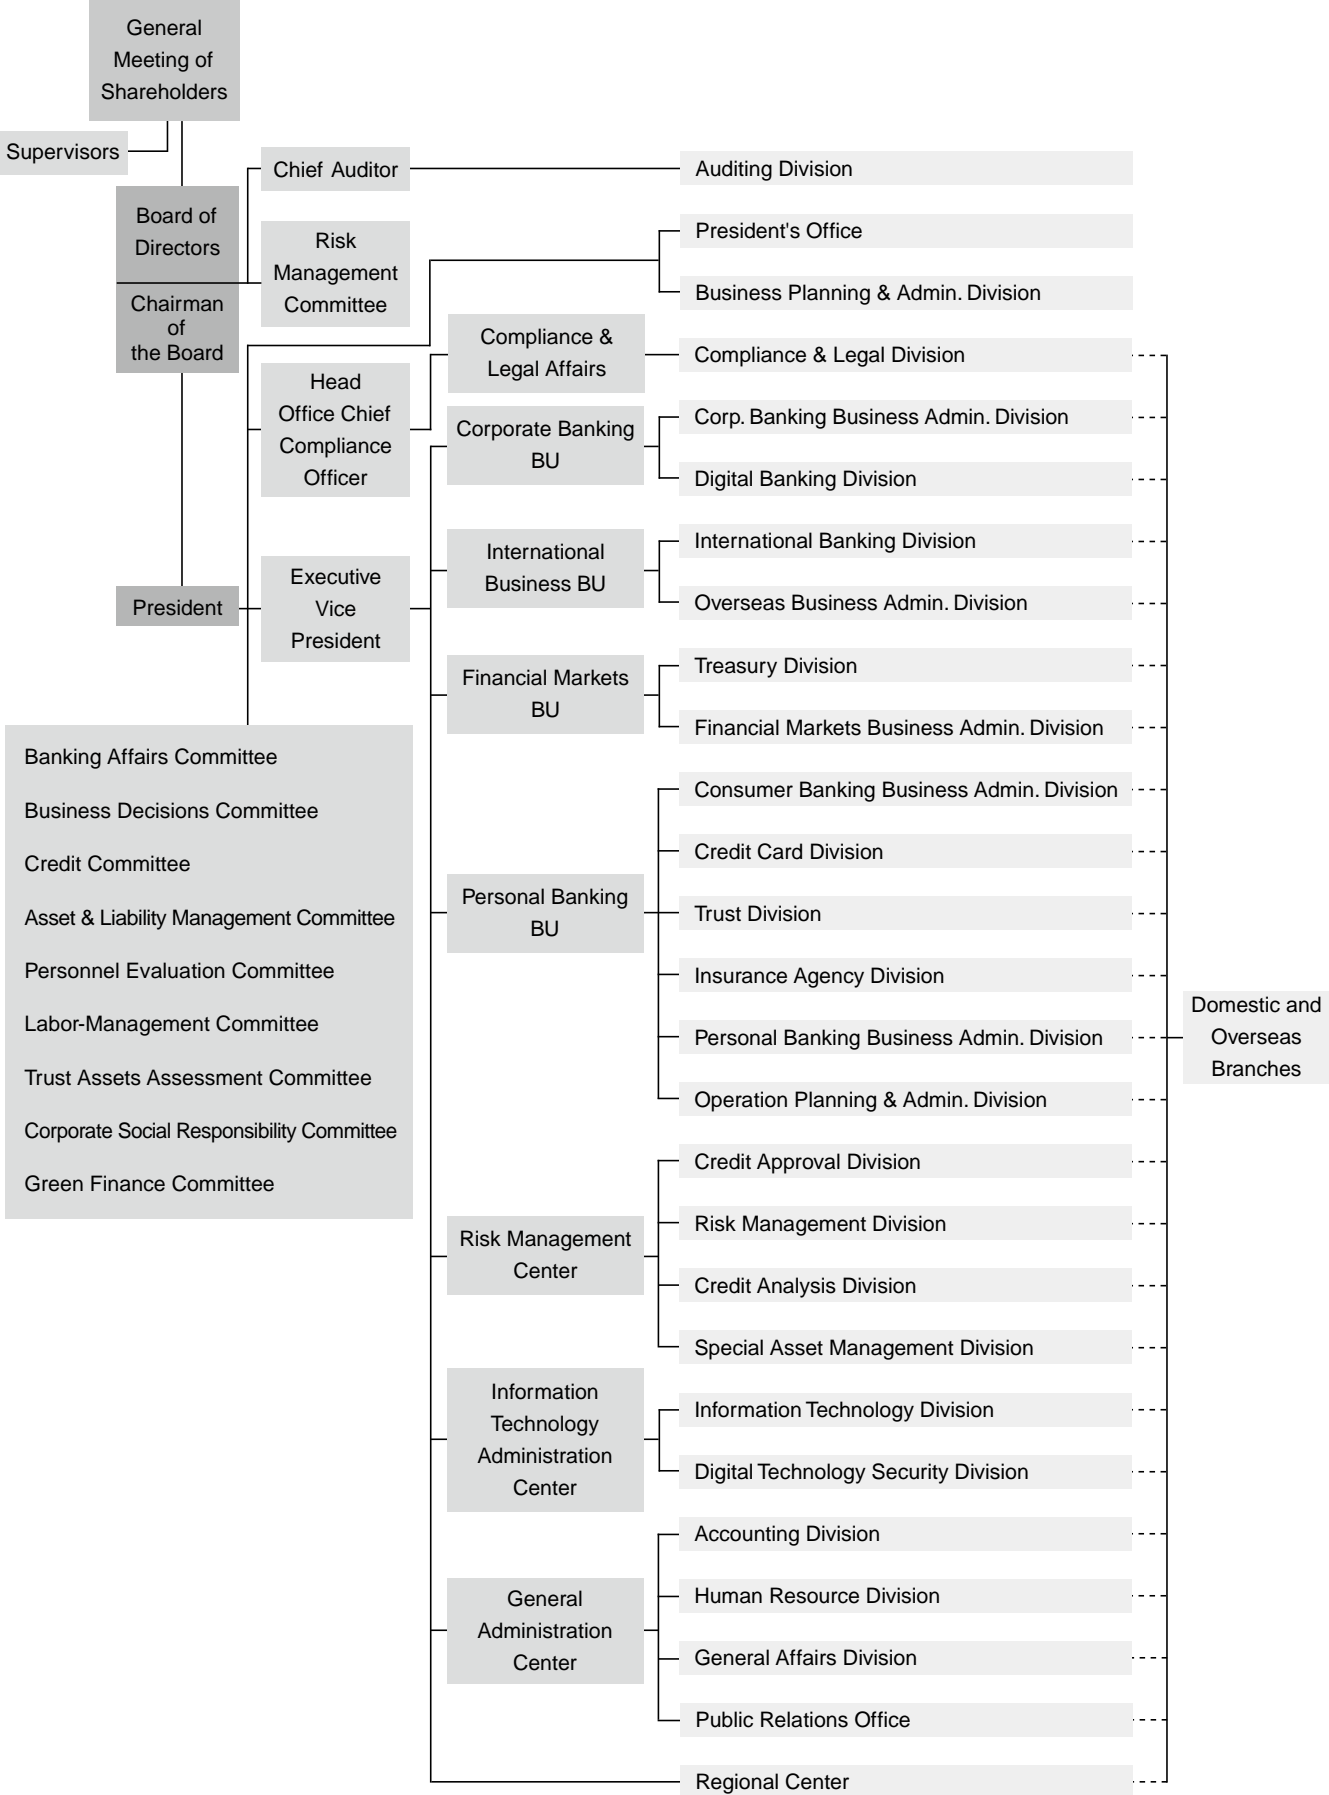 General
Meeting of
Shareholders
Supervisors
Board of
Directors
Chairman
of
the Board
President
Chief Auditor
Risk
Management
Committee
Head
Office Chief
Compliance
Officer
Executive
Vice
President
Banking Affairs Committee
Business Decisions Committee
Credit Committee
Asset & Liability Management Committee
Personnel Evaluation Committee
Labor-Management Committee
Trust Assets Assessment Committee
Corporate Social Responsibility Committee
Green Finance Committee
Compliance &
Legal Affairs
Corporate Banking
BU
International
Business BU
Financial Markets
BU
Personal Banking
BU
Risk Management
Center
Information
Technology
Administration
Center
General
Administration
Center
Auditing Division
President's Office
Business Planning & Admin. Division
Compliance & Legal Division
Corp. Banking Business Admin. Division
Digital Banking Division
International Banking Division
Overseas Business Admin. Division
Treasury Division
Financial Markets Business Admin. Division
Consumer Banking Business Admin. Division
Credit Card Division
Trust Division
Insurance Agency Division
Personal Banking Business Admin. Division
Operation Planning & Admin. Division
Credit Approval Division
Risk Management Division
Credit Analysis Division
Special Asset Management Division
Information Technology Division
Digital Technology Security Division
Accounting Division
Human Resource Division
General Affairs Division
Public Relations Office
Regional Center
Domestic and
Overseas
Branches